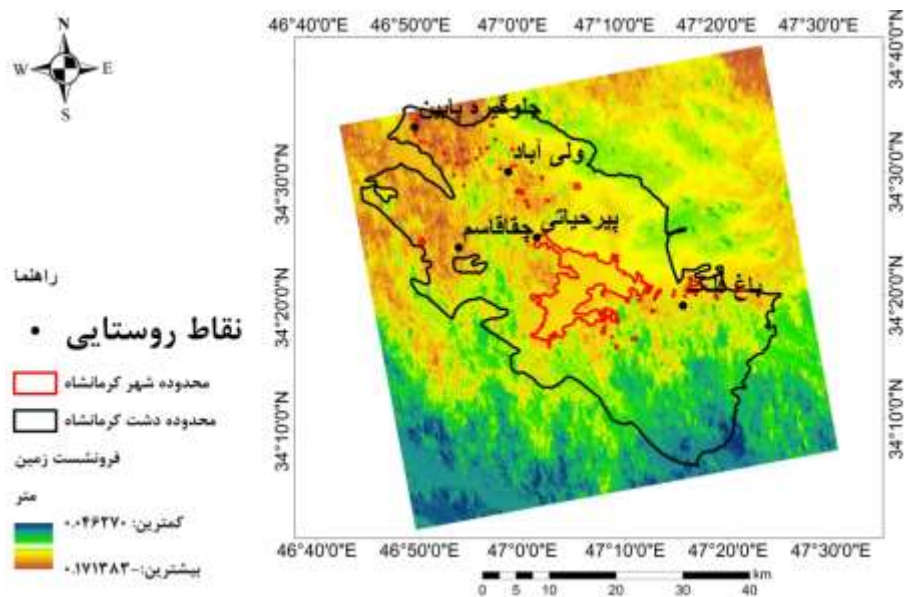 N
W E
S
46°40'0"E 46°50'0"E 47°0'0"E 47°10'0"E 47°20'0"E 47°30'0"E
34°40'0"N
34°30'0"N 34°30'0"N
34°20'0"N 34°20'0"N
34°10'0"N 34°10'0"N
جلوگیرد پایین
ولی آباد
پیرحیاتی
چقاقاسم
باغ فلک
راهنما
نقاط روستایی
محدوده شهر کرمانشاه
محدوده دشت کرمانشاه
فرونشست زمین
متر
کمترین: ۰.۰۴۶۲۷۰
بیشترین: -۰.۱۷۱۳۸۳
46°40'0"E 46°50'0"E 47°0'0"E 47°10'0"E 47°20'0"E 47°30'0"E
km
0 5 10 20 30 40